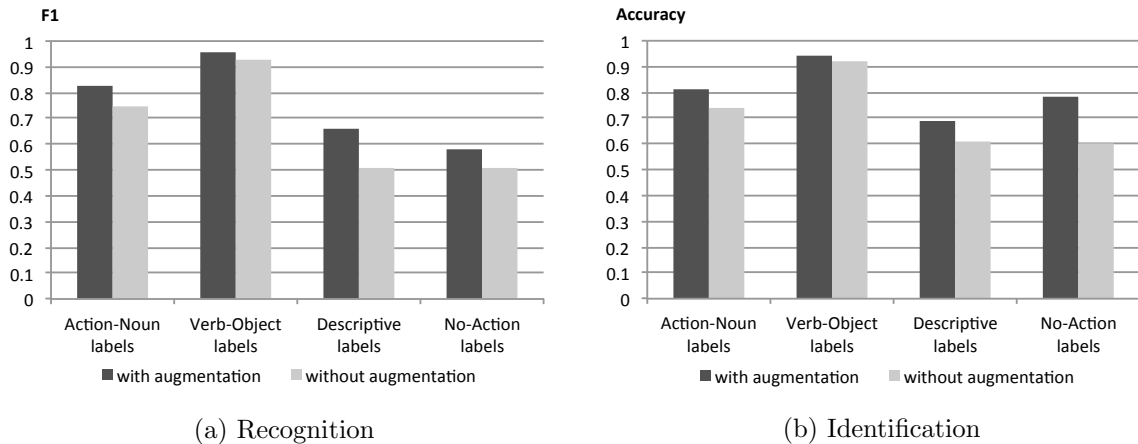 F1
1
0.9
0.8
0.7
0.6
0.5
0.4
0.3
0.2
0.1
0
Action-Noun labels
Verb-Object labels
Descriptive labels
No-Action labels
with augmentation without augmentation
(a) Recognition
Accuracy
1
0.9
0.8
0.7
0.6
0.5
0.4
0.3
0.2
0.1
0
Action-Noun labels
Verb-Object labels
Descriptive labels
No-Action labels
with augmentation without augmentation
(b) Identification